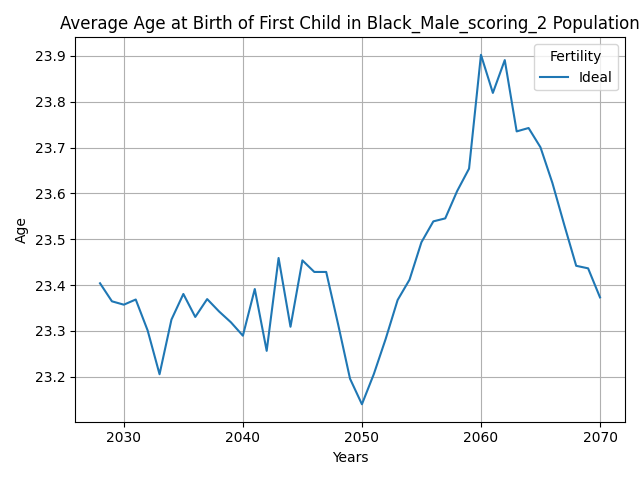 Average Age at Birth of First Child in Black_Male_scoring_2 Population
Fertility
Ideal
23.9
23.8
23.7
23.6
23.5
23.4
23.3
23.2
Age
2030 2040 2050 2060 2070
Years